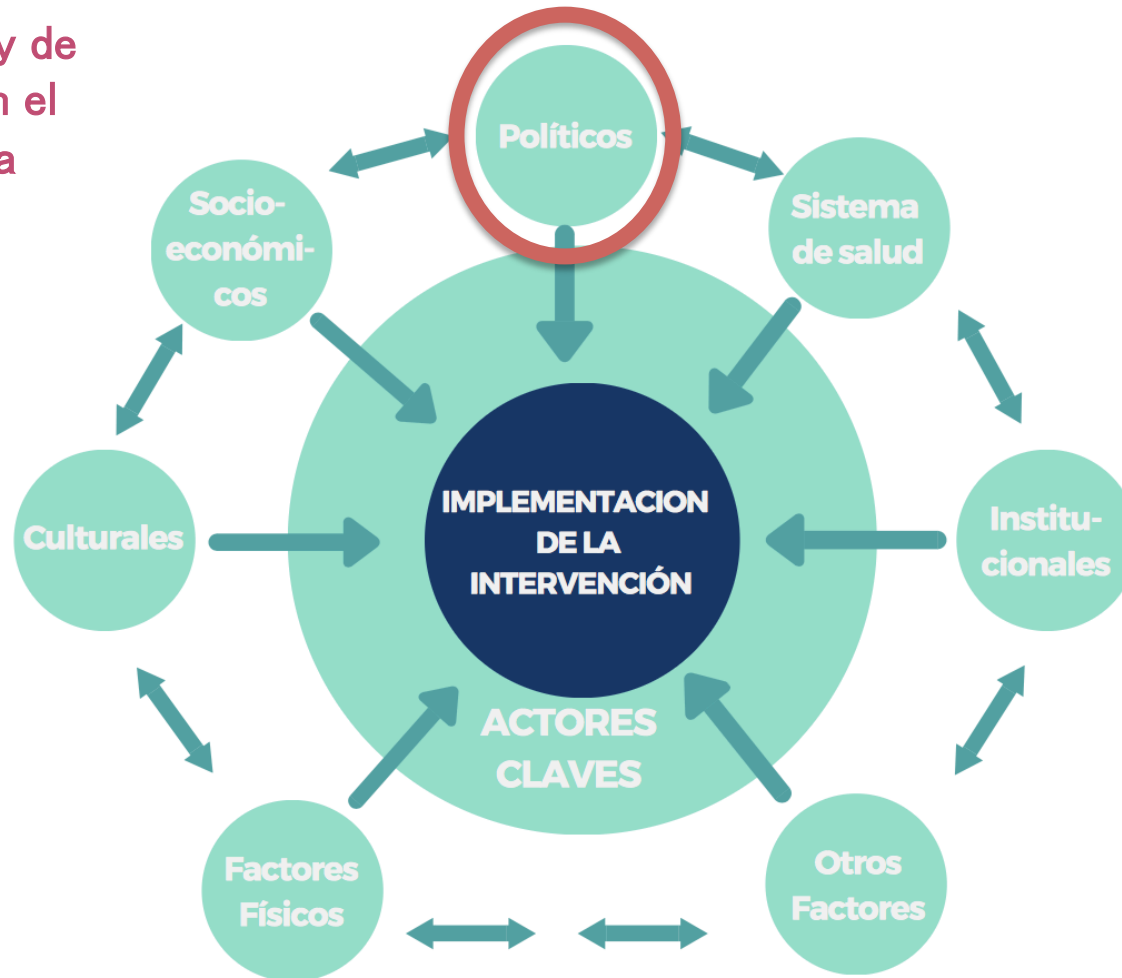 y de
n el
a
Políticos
Socio-
económi-
cos
Sistema
de salud
Culturales
IMPLEMENTACION
DE LA
INTERVENCIÓN
Institu-
cionales
ACTORES
CLAVES
Factores
Físicos
Otros
Factores